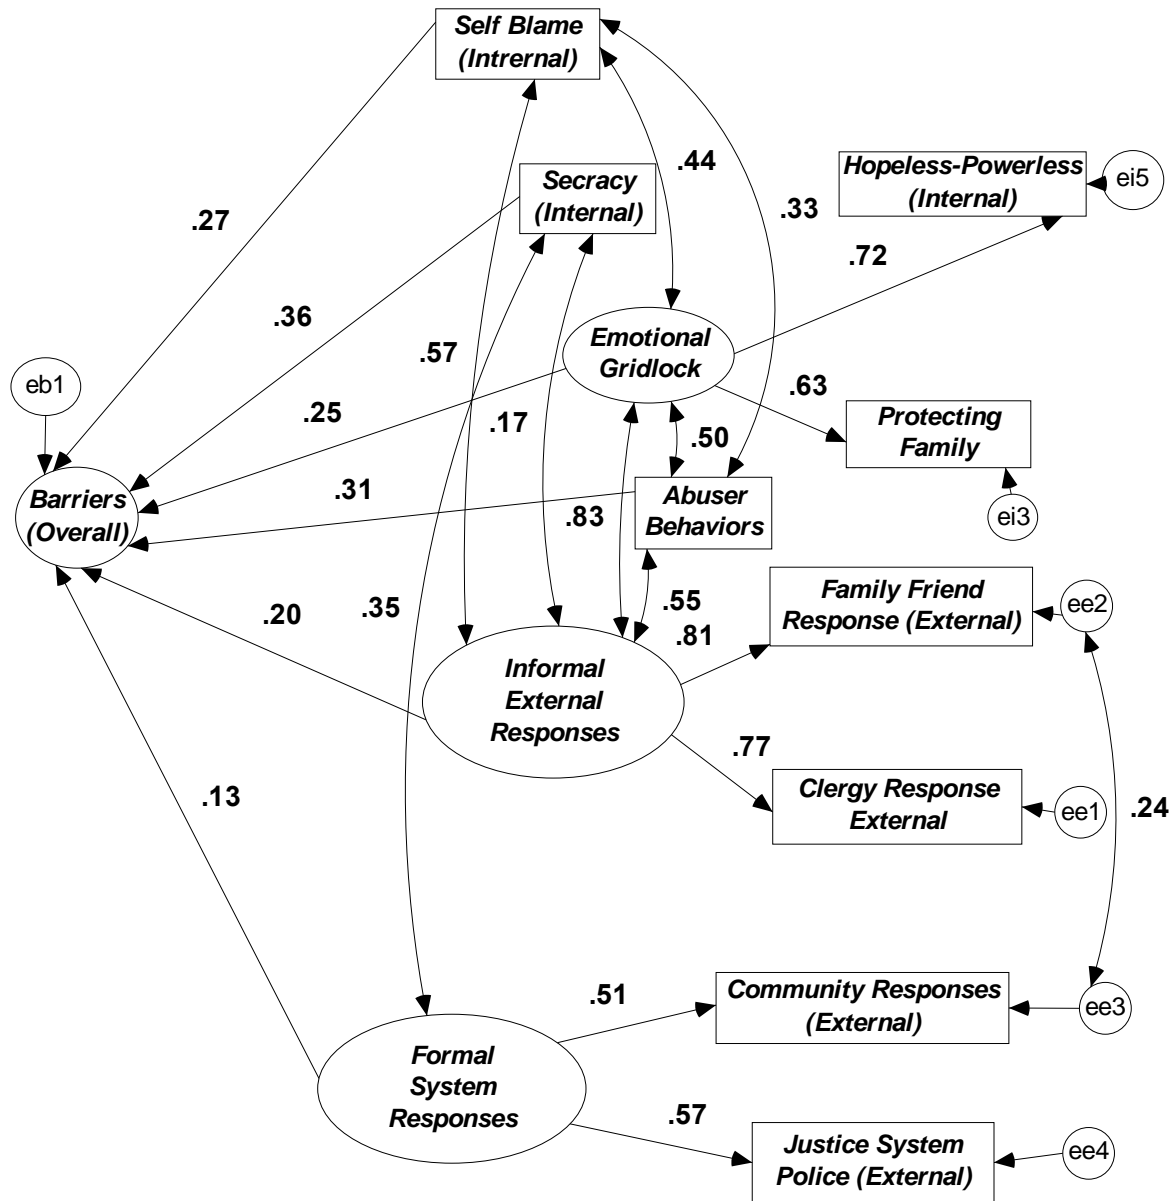 Self Blame
(Intrernal)
.44
Hopeless-Powerless
(Internal)
ei5
Secracy
(Internal)
.33
.27
.72
.36
Emotional
Gridlock
.57
eb1
.63
.25
.17
.50
Protecting
Family
.31
Abuser
Behaviors
Barriers
(Overall)
.83
ei3
.20
.35
.55
.81
Family Friend
Response (External)
ee2
Informal
External
Responses
.77
.13
Clergy Response
External
ee1
.24
.51
Community Responses
(External)
ee3
Formal
System
Responses
.57
Justice System
Police (External)
ee4